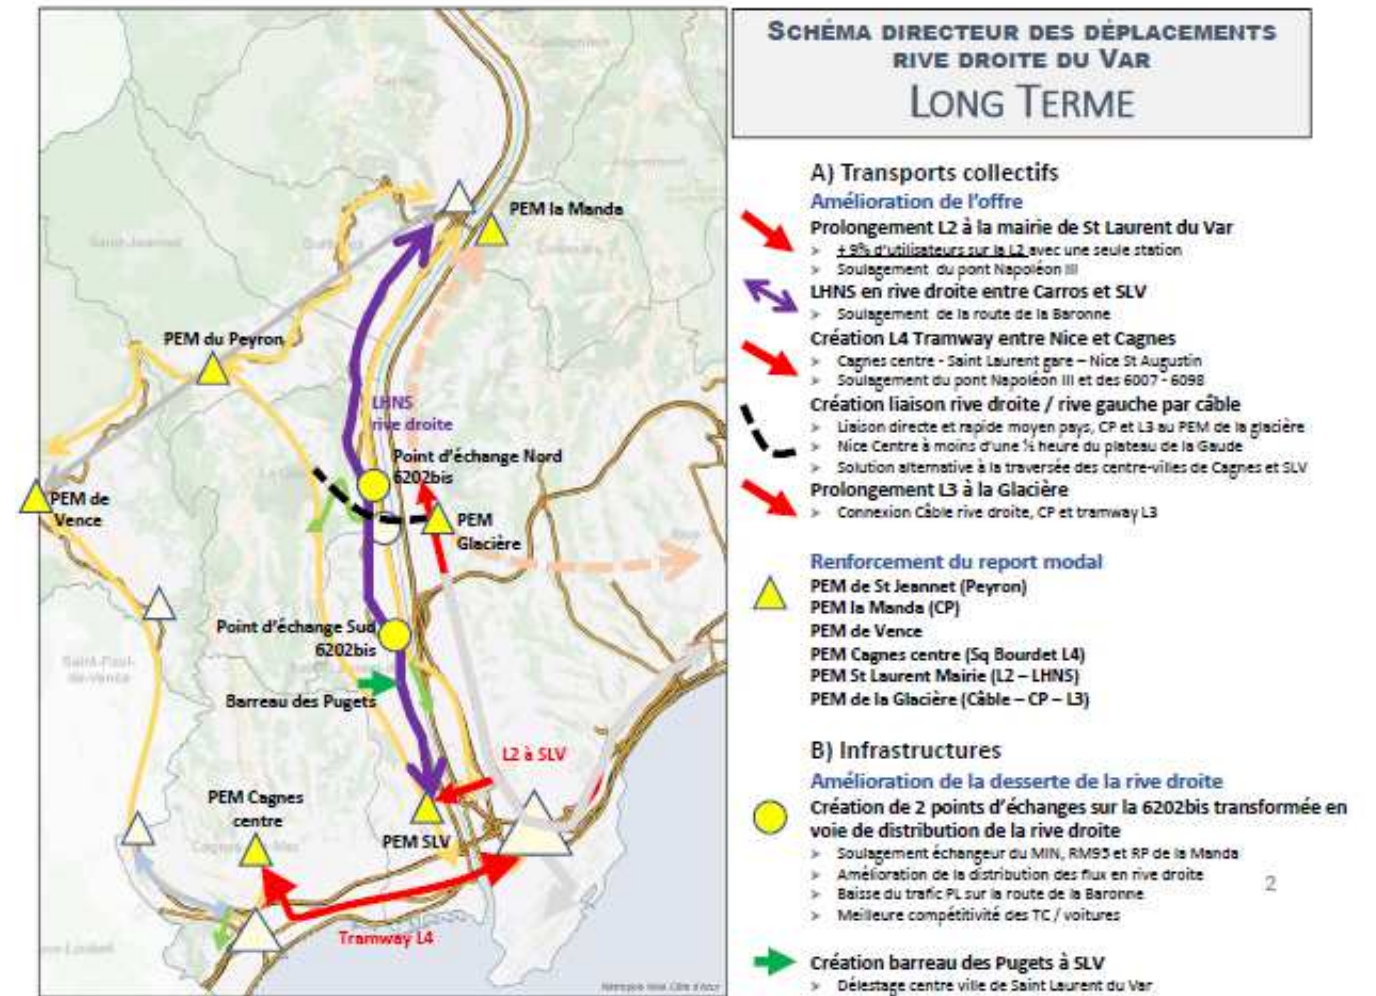 SCHÉMA DIRECTEUR DES DÉPLACEMENTS
RIVE DROITE DU VAR
LONG TERME
PEM la Manda
PEM du Peyron
LHNS
rive droite
Point d'échange Nord
6202bis
PEM de
Vence
PEM
Glacière
Point d'échange Sud
6202bis
Saint-Paul-
de-Vence
Barreau des Pugets
L2 à SLV
PEM Cagnes
centre
PEM SLV
Tramway L4
Saint-Jeannet
A) Transports collectifs
Amélioration de l'offre
Prolongement L2 à la mairie de St Laurent du Var
➢ + 9% d'utilisateurs sur la L2 avec une seule station
➢ Soulagement du pont Napoléon III
LHNS en rive droite entre Carros et SLV
➢ Soulagement de la route de la Baronne
Création L4 Tramway entre Nice et Cagnes
➢ Cagnes centre - Saint Laurent gare – Nice St Augustin
➢ Soulagement du pont Napoléon III et des 6007 - 6098
Création liaison rive droite / rive gauche par câble
➢ Liaison directe et rapide moyen pays, CP et L3 au PEM de la glacière
➢ Nice Centre à moins d'une ½ heure du plateau de la Gaude
➢ Solution alternative à la traversée des centre-villes de Cagnes et SLV
Prolongement L3 à la Glacière
➢ Connexion Câble rive droite, CP et tramway L3
Renforcement du report modal
PEM de St Jeannet (Peyron)
PEM la Manda (CP)
PEM de Vence
PEM Cagnes centre (Sq Bourdet L4)
PEM St Laurent Mairie (L2 – LHNS)
PEM de la Glacière (Câble – CP – L3)
B) Infrastructures
Amélioration de la desserte de la rive droite
Création de 2 points d'échanges sur la 6202bis transformée en
voie de distribution de la rive droite
➢ Soulagement échangeur du MIN, RM95 et RP de la Manda
➢ Amélioration de la distribution des flux en rive droite
➢ Baisse du trafic PL sur la route de la Baronne
➢ Meilleure compétitivité des TC / voitures
2
Création barreau des Pugets à SLV
➢ Délestage centre ville de Saint Laurent du Var